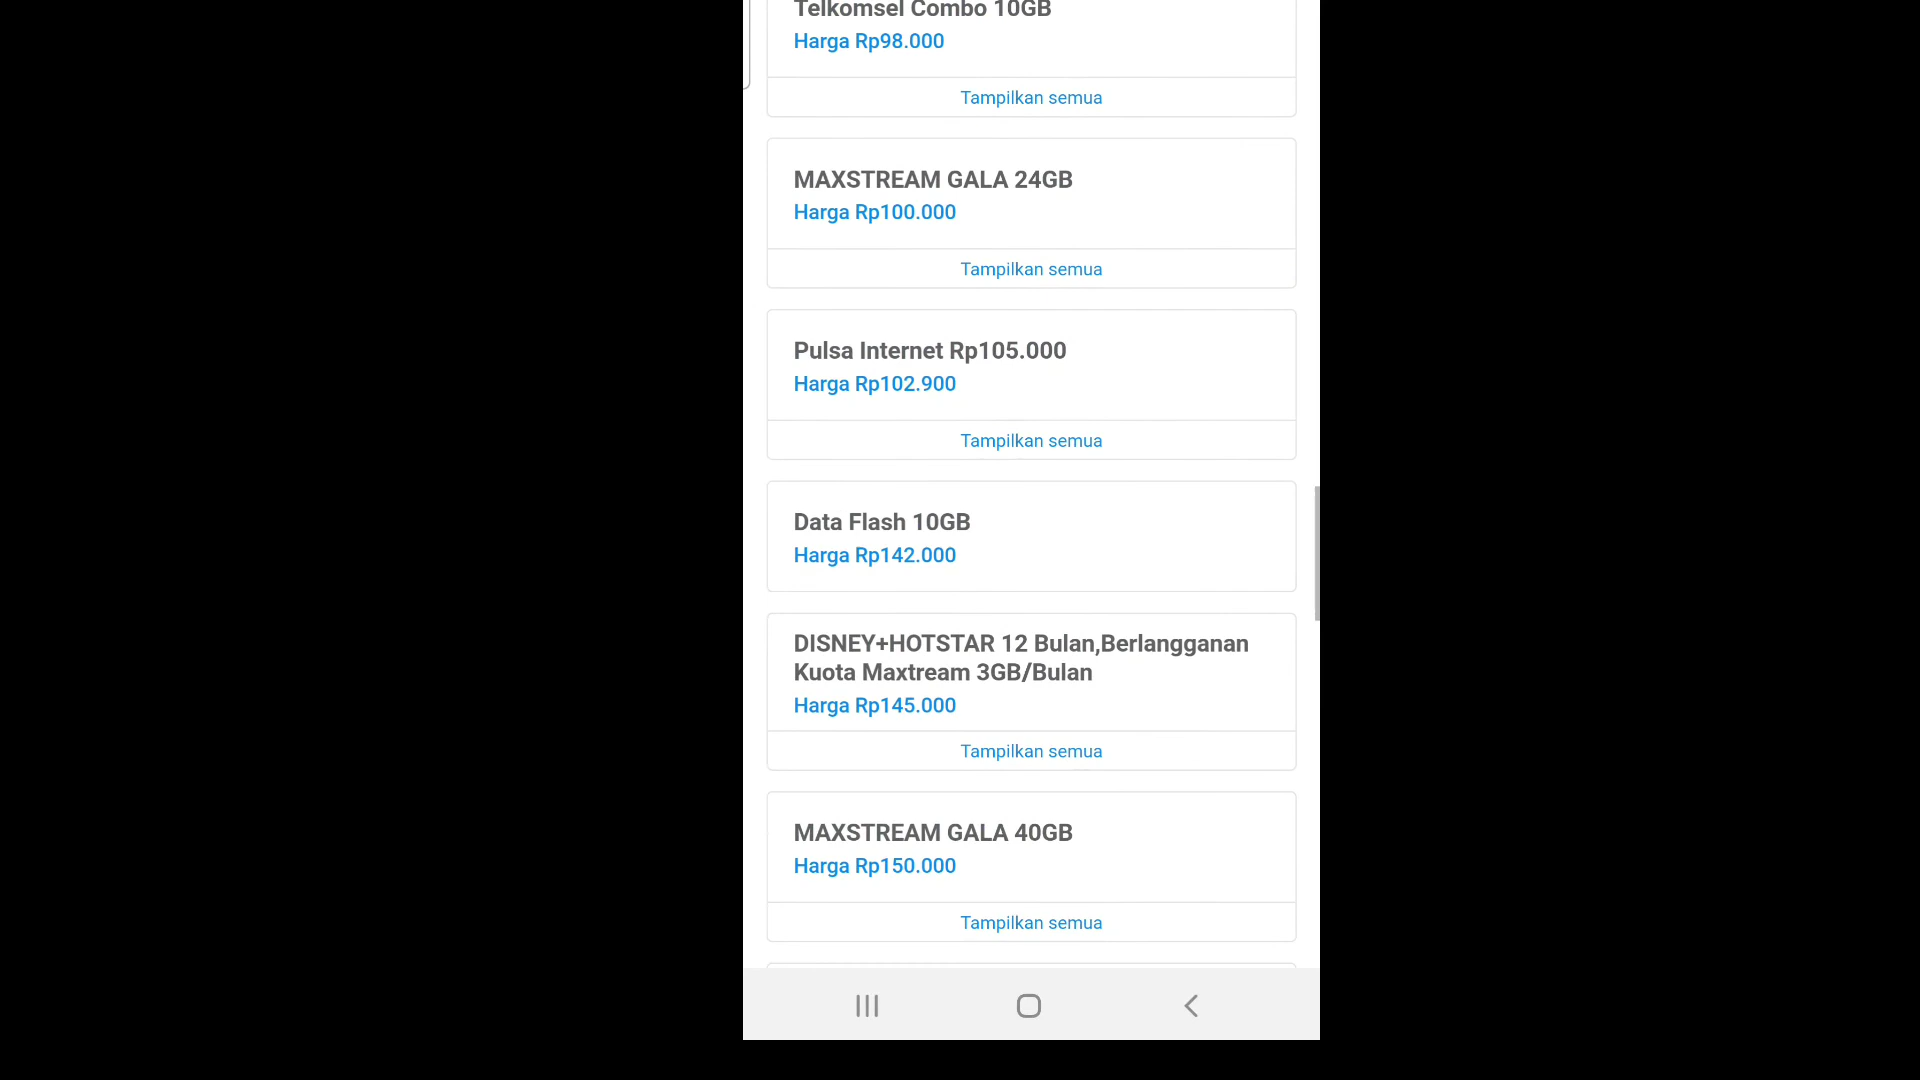 Telkomsel Combo 10GB
Harga Rp98.000
Tampilkan semua
MAXSTREAM GALA 24GB
Harga Rp100.000
Tampilkan semua
Pulsa Internet Rp105.000
Harga Rp102.900
Tampilkan semua
Data Flash 10GB
Harga Rp142.000
DISNEY+HOTSTAR 12 Bulan,Berlangganan
Kuota Maxtream 3GB/Bulan
Harga Rp145.000
Tampilkan semua
MAXSTREAM GALA 40GB
Harga Rp150.000
Tampilkan semua